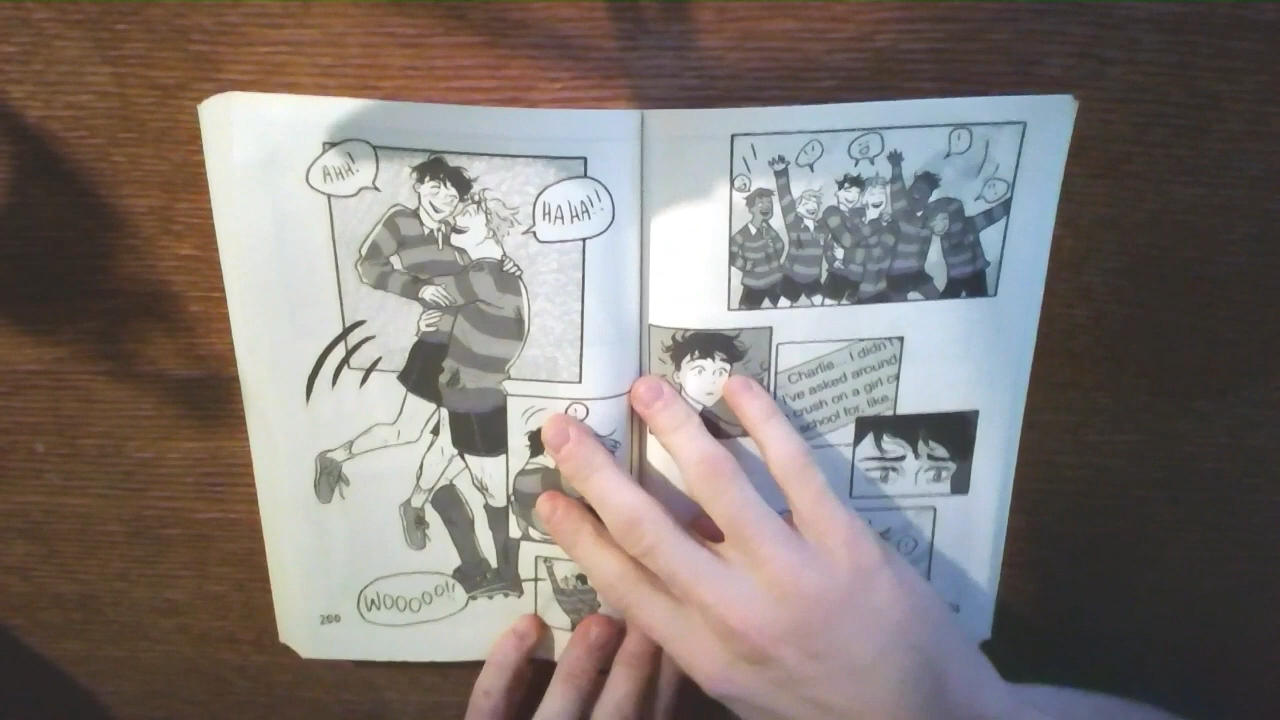 AHH!
HAHA!!
WOOOOO!!
200
Charlie... I didn't
I've asked around
crush on a girl
school for, like,